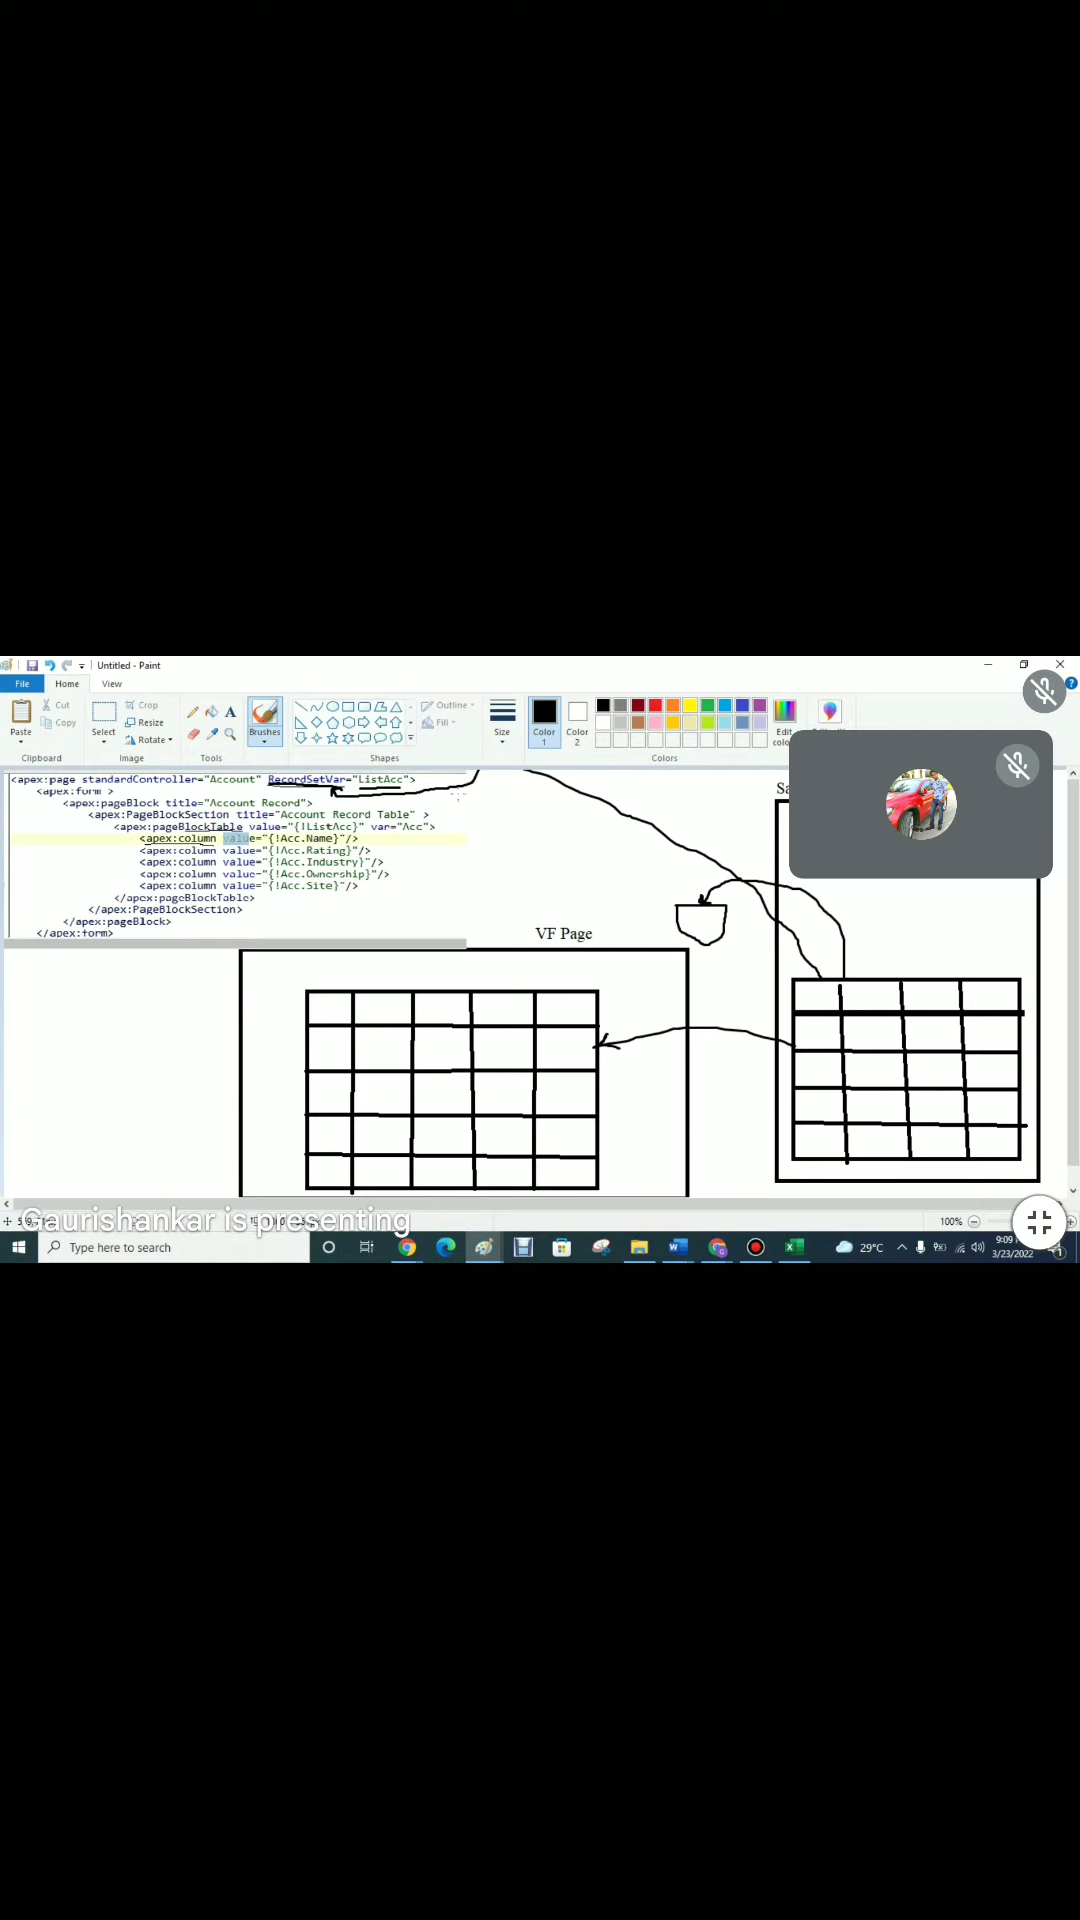 Untitled - Paint
File Home View
Cut
Copy
Paste
Clipboard
Crop
Resize
Rotate
Select
Image
Tools
Brushes
Outline
Fill
Shapes
Size
Color 1
Color 2
Edit
Colors
<apex:page standardController="Account" RecordSetVar="ListAcc">
<apex:form >
<apex:pageBlock title="Account Record">
<apex:PageBlockSection title="Account Record Table" >
<apex:pageBlockTable value="{!ListAcc}" var="Acc">
<apex:column value="{!Acc.Name}"/>
<apex:column value="{!Acc.Rating}"/>
<apex:column value="{!Acc.Industry}"/>
<apex:column value="{!Acc.Ownership}"/>
<apex:column value="{!Acc.Site}"/>
</apex:pageBlockTable>
</apex:PageBlockSection>
</apex:pageBlock>
</apex:form>
Sa
VF Page
Gaurishankar is presenting
100%
Type here to search
29°C
9:09
3/23/2022